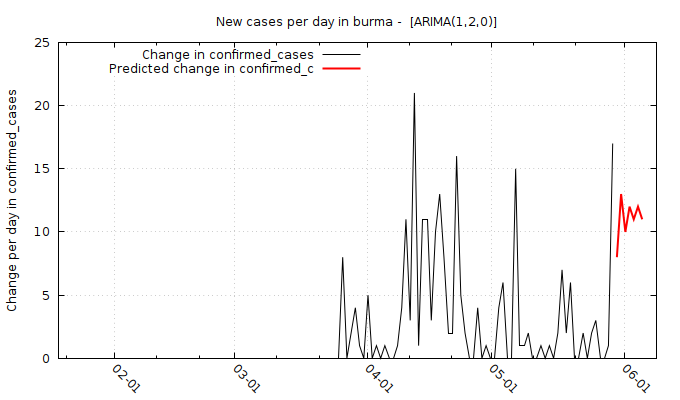 New cases per day in burma -  [ARIMA(1,2,0)]
Change in confirmed_cases
Predicted change in confirmed_c
Change per day in confirmed_cases
25
20
15
10
5
0
02-01
03-01
04-01
05-01
06-01